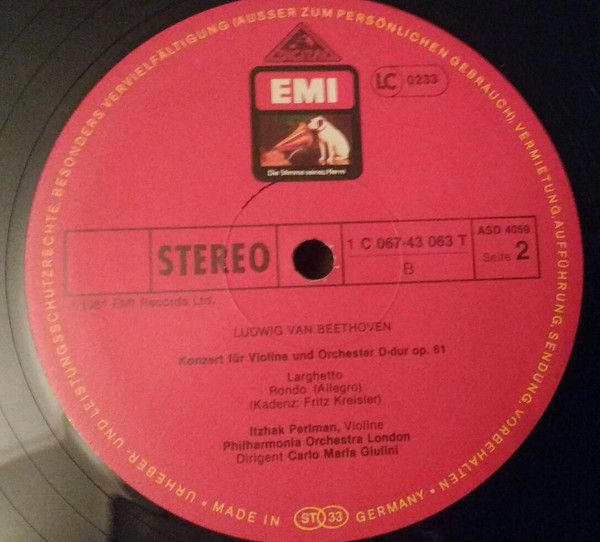 URHEBER- UND LEISTUNGSSCHUTZRECHTE, BESONDERS VERVIELFÄLTIGUNG (AUSSER ZUM PERSÖNLICHEN GEBRAUCH), VERMIETUNG, AUFFÜHRUNG, SENDUNG VORBEHALTEN •
EMI
LC 0233
Die Stimme seines Herrn
STEREO
1 C 067-43 063 T
B
ASD 4059
Seite 2
℗ 1981 EMI Records Ltd.
LUDWIG VAN BEETHOVEN
Konzert für Violine und Orchester D-dur op. 61
Larghetto
Rondo (Allegro)
(Kadenz: Fritz Kreisler)
Itzhak Perlman, Violine
Philharmonia Orchestra London
Dirigent Carlo Maria Giulini
• MADE IN ST 33 GERMANY •